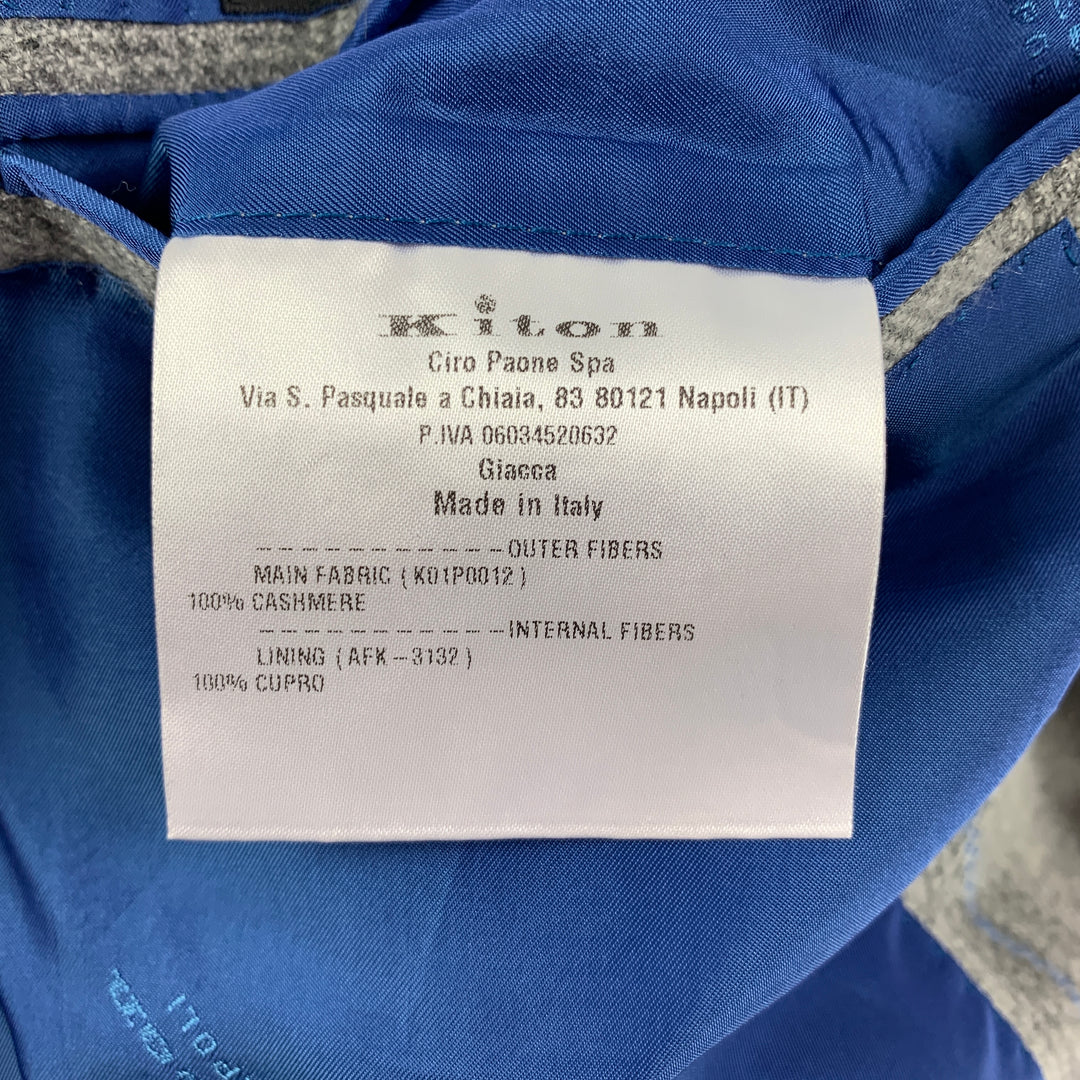 Kiton
Ciro Paone Spa
Via S. Pasquale a Chiaia, 83 80121 Napoli (IT)
P.IVA 06034520632
Giacca
Made in Italy
-----------OUTER FIBERS
MAIN FABRIC (K01P0012)
100% CASHMERE
-----------INTERNAL FIBERS
LINING (AFK-3132)
100% CUPRO